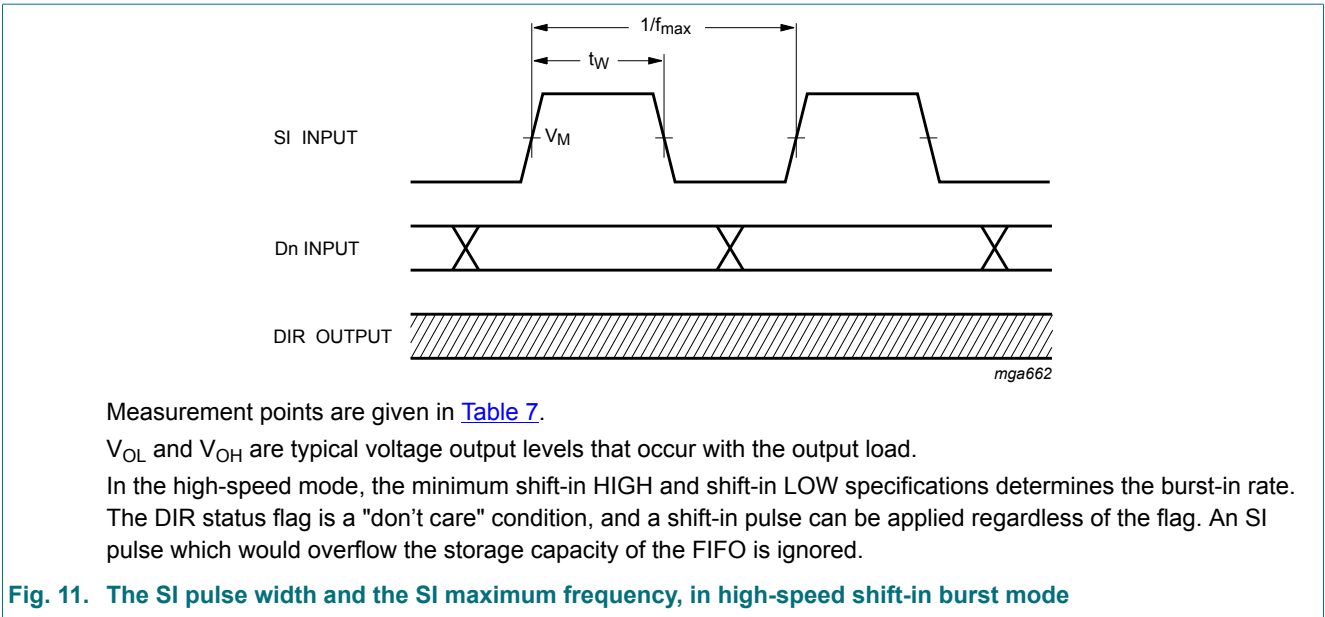 1/fmax
tW
SI INPUT
VM
Dn INPUT
DIR OUTPUT
mga662
Measurement points are given in Table 7.
VOL and VOH are typical voltage output levels that occur with the output load.
In the high-speed mode, the minimum shift-in HIGH and shift-in LOW specifications determines the burst-in rate.
The DIR status flag is a "don’t care" condition, and a shift-in pulse can be applied regardless of the flag. An SI
pulse which would overflow the storage capacity of the FIFO is ignored.
Fig. 11. The SI pulse width and the SI maximum frequency, in high-speed shift-in burst mode